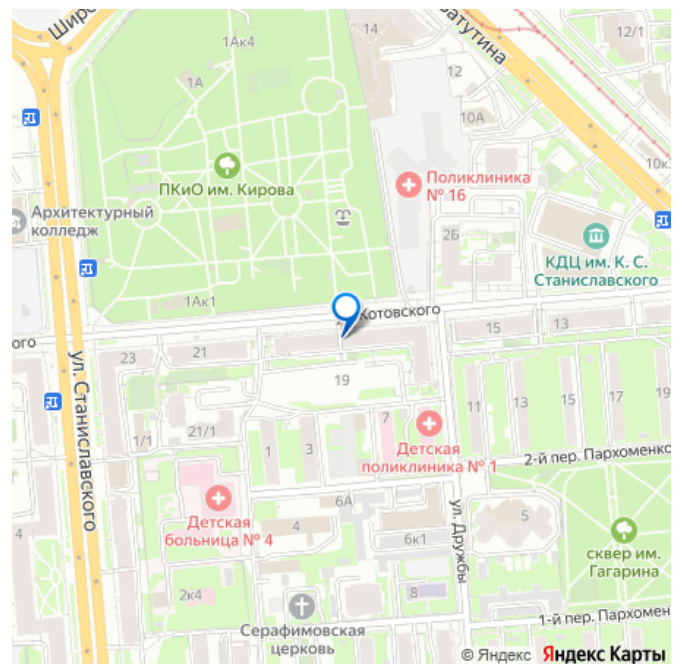 Широ
ратутина
1Ак4
1А
12
12/1
10А
10к
ПКиО им. Кирова
Поликлиника
№ 16
Архитектурный
колледж
2Б
КДЦ им. К. С.
Станиславского
1Ак1
Котовского
ого
23
21
15
13
19
ул. Станиславского
11
13
15
17
19
1/1
21/1
1
3
7
Детская
поликлиника № 1
2-й пер. Пархоменко
Детская
больница № 4
4
6А
4
6к1
ул. Дружбы
5
сквер им.
Гагарина
2к4
8
Серафимовская
церковь
1-й пер. Пархомен
© Яндекс Яндекс Карты